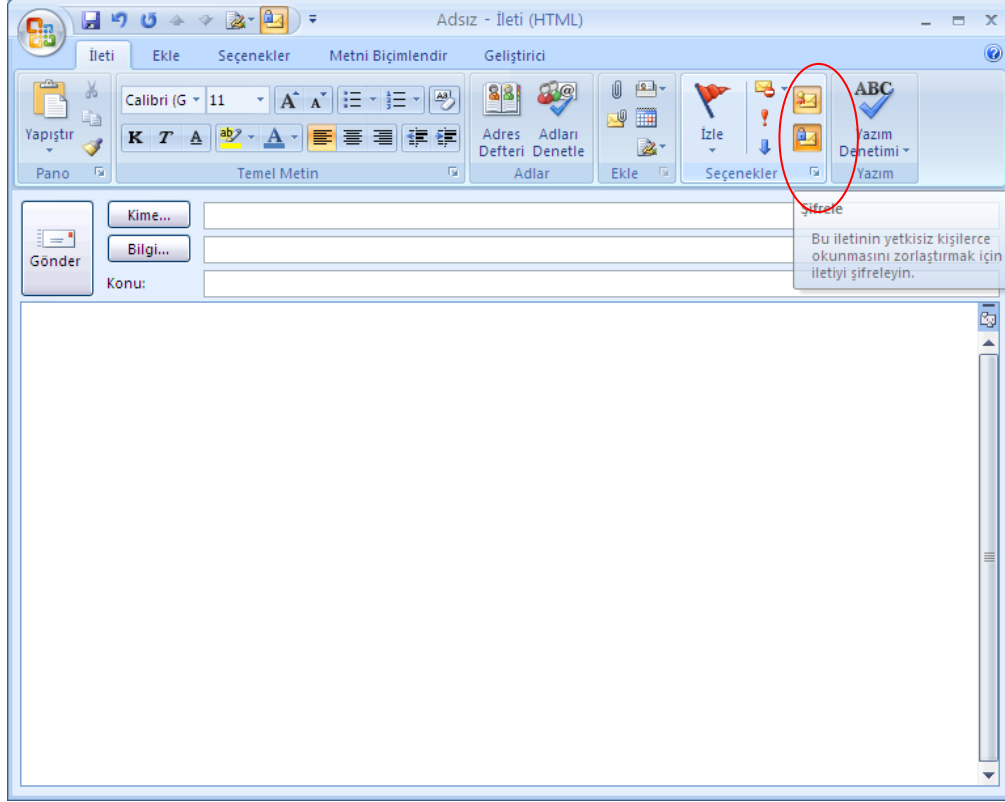 Adsız - İleti (HTML)
İleti Ekle Seçenekler Metni Biçimlendir Geliştirici
Yapıştır
Pano
Calibri (G 11
K T A ab A
Temel Metin
Adres Defteri
Adları Denetle
Adlar
Ekle
İzle
Seçenekler
ABC
Yazım Denetimi
Yazım
Gönder
Kime...
Bilgi...
Konu:
Şifrele
Bu iletinin yetkisiz kişilerce
okunmasını zorlaştırmak için
iletiyi şifreleyin.